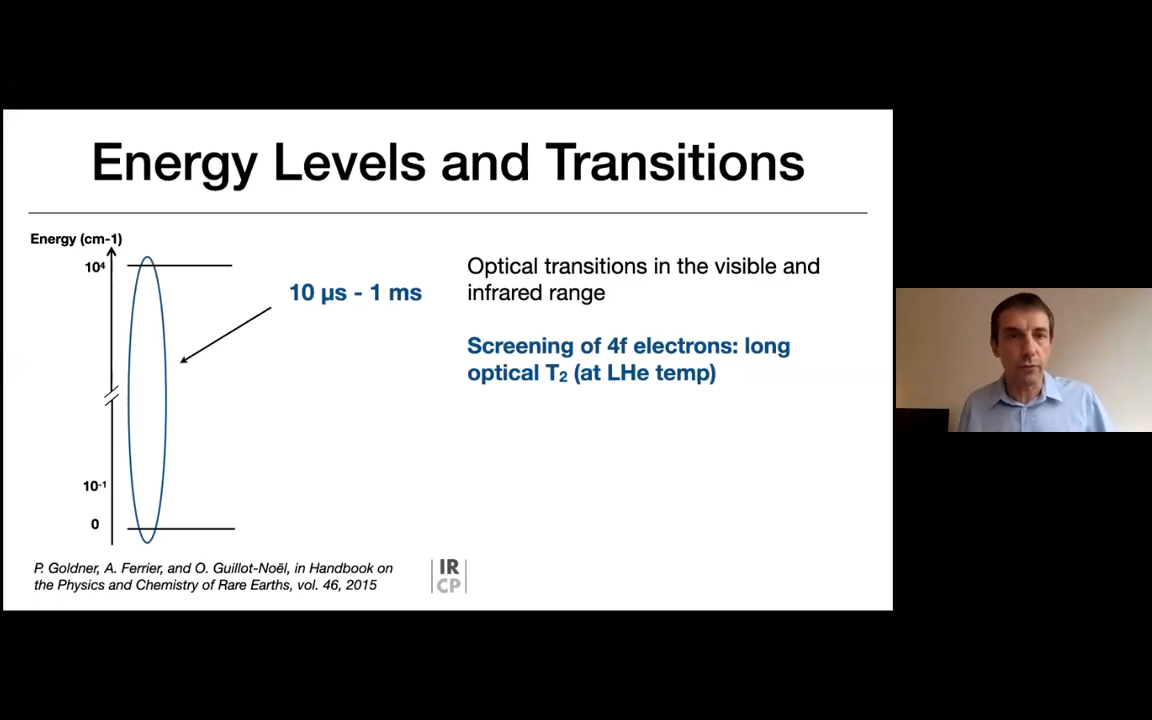 Energy Levels and Transitions
Energy (cm-1)
10⁴
10 µs - 1 ms
10⁻¹
0
Optical transitions in the visible and
infrared range
Screening of 4f electrons: long
optical T₂ (at LHe temp)
P. Goldner, A. Ferrier, and O. Guillot-Noël, in Handbook on
the Physics and Chemistry of Rare Earths, vol. 46, 2015
IR
CP